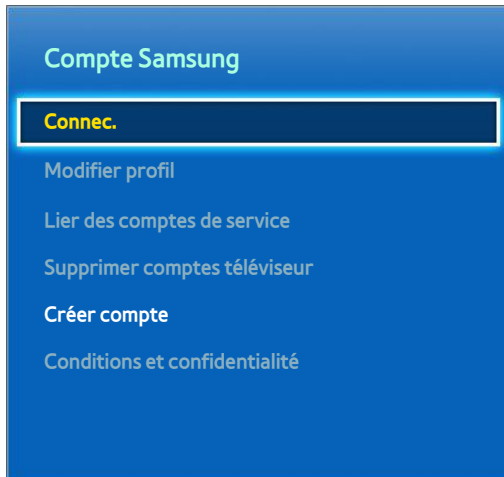 Compte Samsung
Connec.
Modifier profil
Lier des comptes de service
Supprimer comptes téléviseur
Créer compte
Conditions et confidentialité